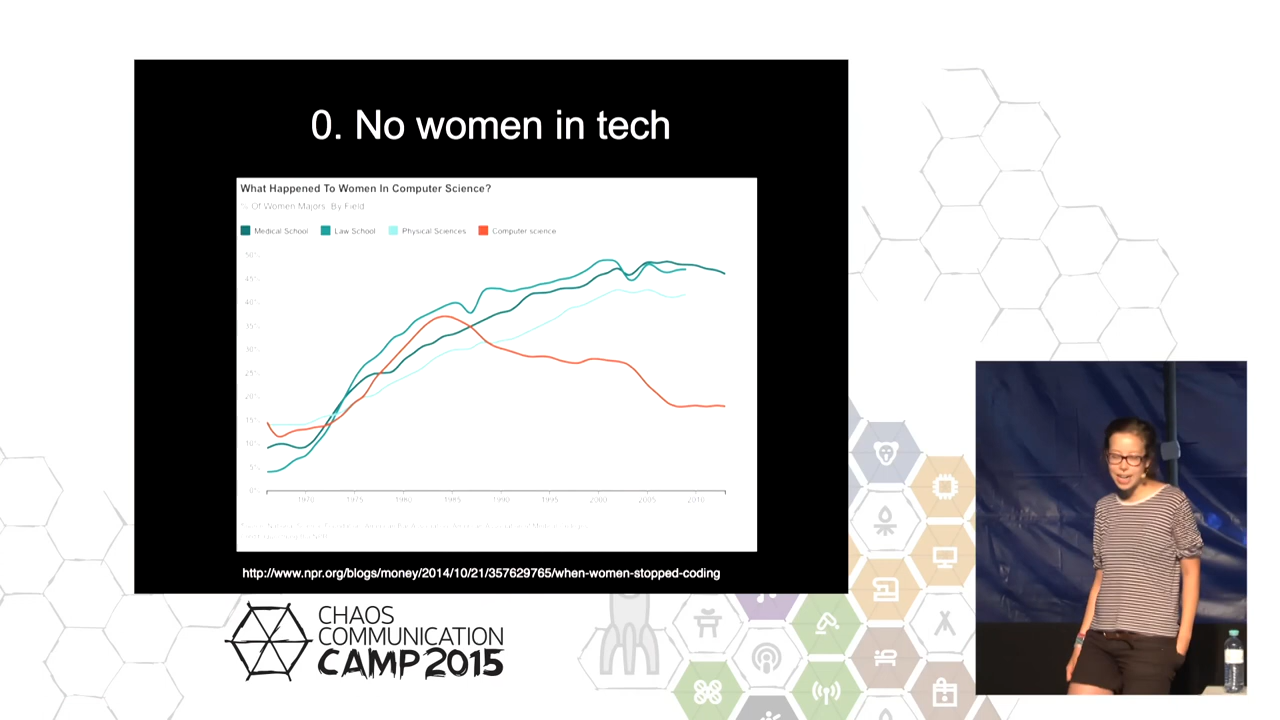 0. No women in tech
What Happened To Women In Computer Science?
% Of Women Majors, By Field
Medical School Law School Physical Sciences Computer science
50%
45%
40%
35%
30%
25%
20%
15%
10%
5%
0%
1970 1975 1980 1985 1990 1995 2000 2005 2010
http://www.npr.org/blogs/money/2014/10/21/357629765/when-women-stopped-coding
CHAOS
COMMUNICATION
CAMP 2015